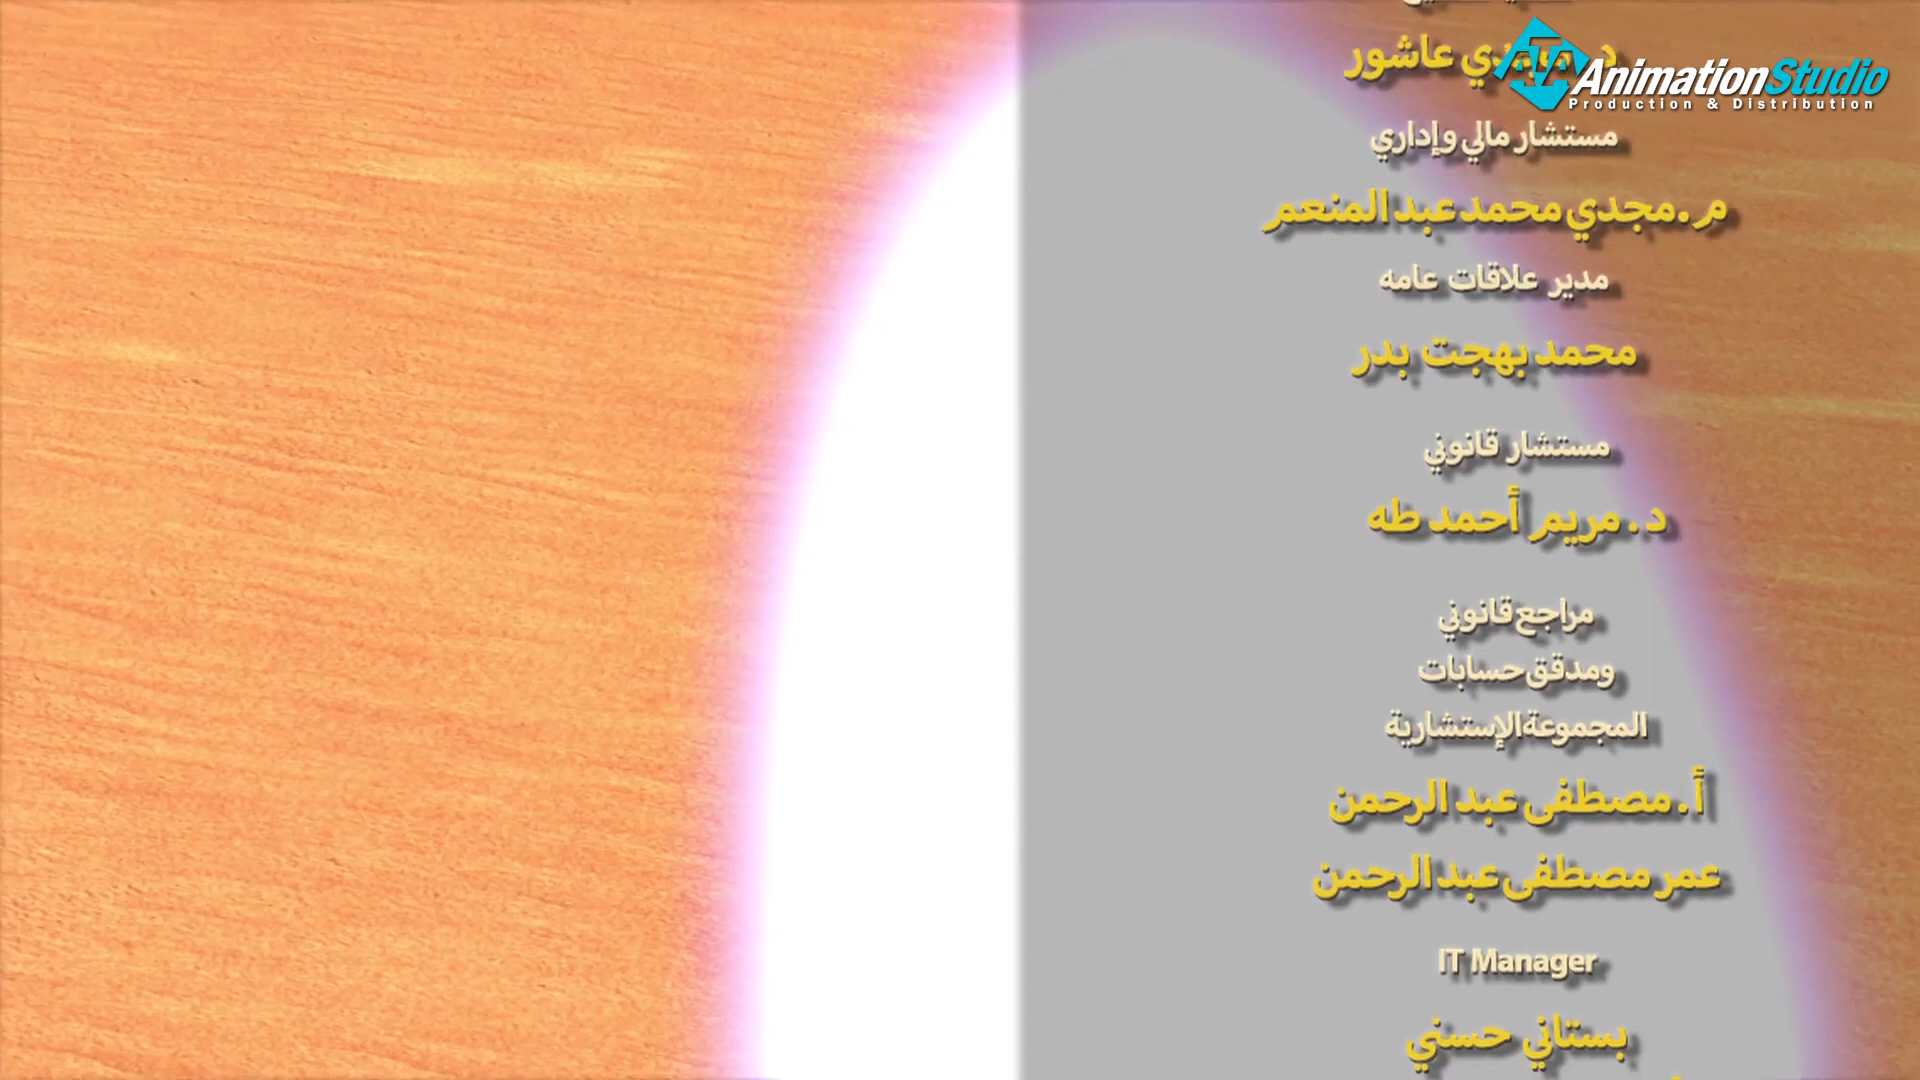 د. مجدي عاشور
AnimationStudio
Production & Distribution
مستشار مالي وإداري
م. مجدي محمد عبد المنعم
مدير علاقات عامه
محمد بهجت بدر
مستشار قانوني
د. مريم أحمد طه
مراجع قانوني
ومدقق حسابات
المجموعة الإستشارية
أ. مصطفى عبد الرحمن
عمر مصطفى عبد الرحمن
IT Manager
بستاني حسني